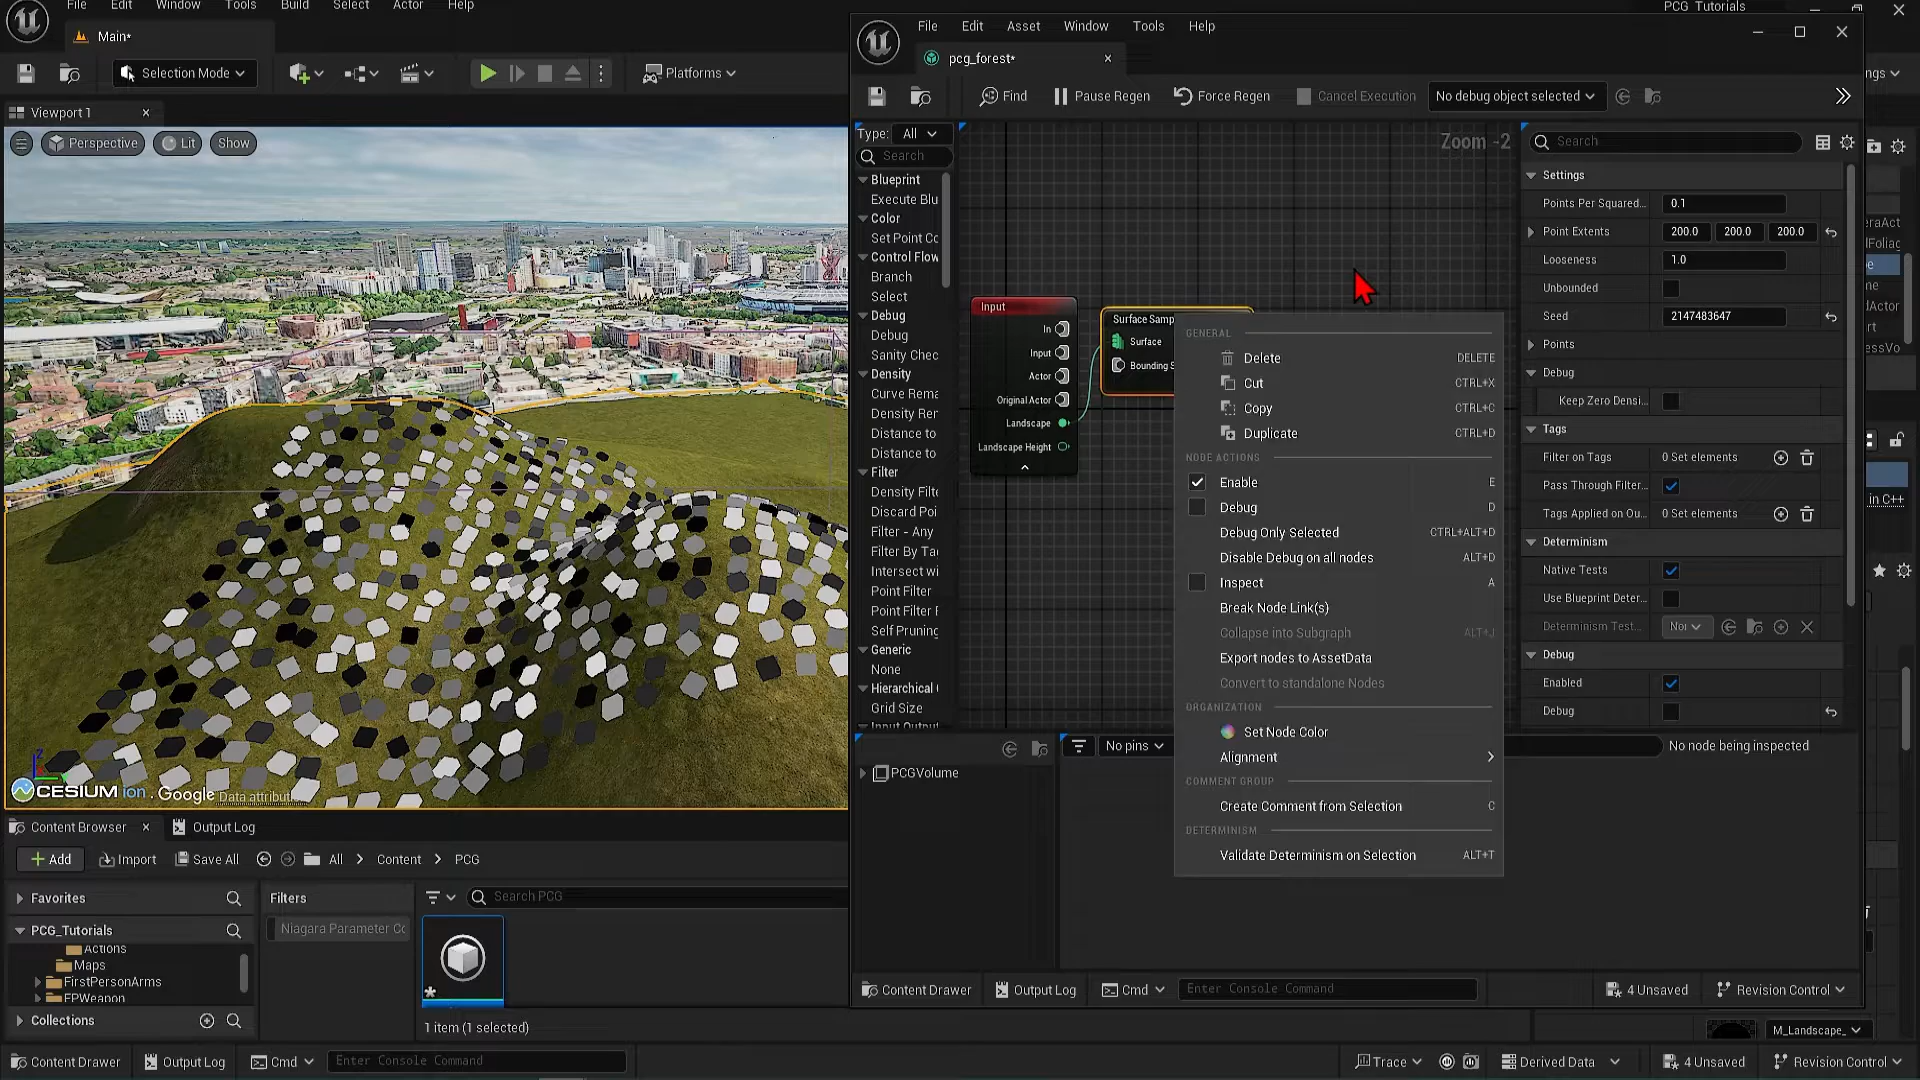 File Edit Window Tools Build Select Actor Help
PCG_Tutorials
Main*
Selection Mode
Platforms
Viewport 1
Perspective
Lit
Show
CESIUM ion . Google Data attribut
File Edit Asset Window Tools Help
pcg_forest*
Find
Pause Regen
Force Regen
Cancel Execution
No debug object selected
Type: All
Search
Blueprint
Execute Blu
Color
Set Point Co
Control Flow
Branch
Select
Debug
Debug
Sanity Chec
Density
Curve Rema
Density Rer
Distance to
Distance to
Filter
Density Filte
Discard Poi
Filter - Any
Filter By Ta
Intersect wi
Point Filter
Point Filter F
Self Pruning
Generic
None
Hierarchical
Grid Size
Input Output
Zoom -2
Input
In
Input
Actor
Original Actor
Landscape
Landscape Height
Surface Samp
Surface
Bounding S
GENERAL
Delete DELETE
Cut CTRL+X
Copy CTRL+C
Duplicate CTRL+D
NODE ACTIONS
Enable E
Debug D
Debug Only Selected CTRL+ALT+D
Disable Debug on all nodes ALT+D
Inspect A
Break Node Link(s)
Collapse into Subgraph ALT+J
Export nodes to AssetData
Convert to standalone Nodes
ORGANIZATION
Set Node Color
Alignment
COMMENT GROUP
Create Comment from Selection C
DETERMINISM
Validate Determinism on Selection ALT+T
Search
Settings
Points Per Squared... 0.1
Point Extents 200.0 200.0 200.0
Looseness 1.0
Unbounded
Seed 2147483647
Points
Debug
Keep Zero Densi...
Tags
Filter on Tags 0 Set elements
Pass Through Filter...
Tags Applied on Ou... 0 Set elements
Determinism
Native Tests
Use Blueprint Deter...
Determinism Test... Nor
Debug
Enabled
Debug
PCGVolume
No pins
No node being inspected
Content Drawer
Output Log
Cmd
Enter Console Command
4 Unsaved
Revision Control
ngs
eraAct
dFoliag
e
me
dActor
rt
essVo
in C++
M_Landscape_
Content Browser
Output Log
Add
Import
Save All
All > Content > PCG
Favorites
Filters
Search PCG
PCG_Tutorials
Actions
Maps
FirstPersonArms
FPWeapon
Collections
Niagara Parameter Co
1 item (1 selected)
Content Drawer
Output Log
Cmd
Enter Console Command
Trace
Derived Data
4 Unsaved
Revision Control